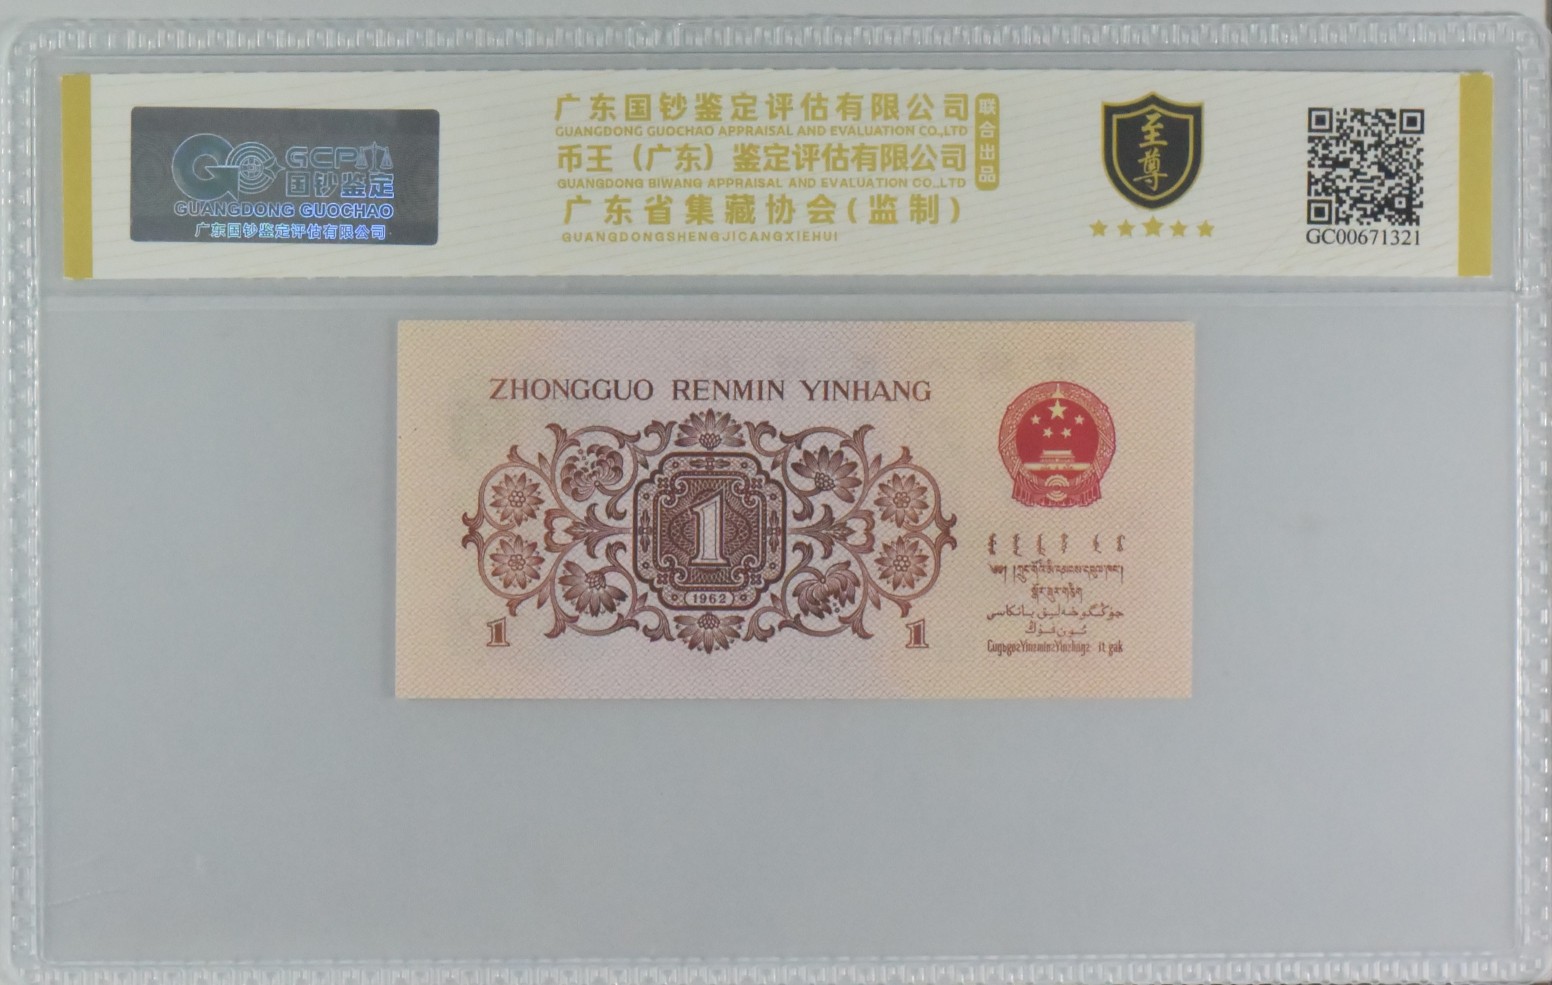 GCP
国钞鉴定
GUANGDONG GUOCHAO
广东国钞鉴定评估有限公司
广东国钞鉴定评估有限公司
GUANGDONG GUOCHAO APPRAISAL AND EVALUATION CO.,LTD
币王（广东）鉴定评估有限公司
GUANGDONG BIWANG APPRAISAL AND EVALUATION CO.,LTD
广东省集藏协会(监制)
GUANGDONGSHENGJICANGXIEHUI
联合出品
至尊
GC00671321
ZHONGGUO RENMIN YINHANG
1
1962
1
1